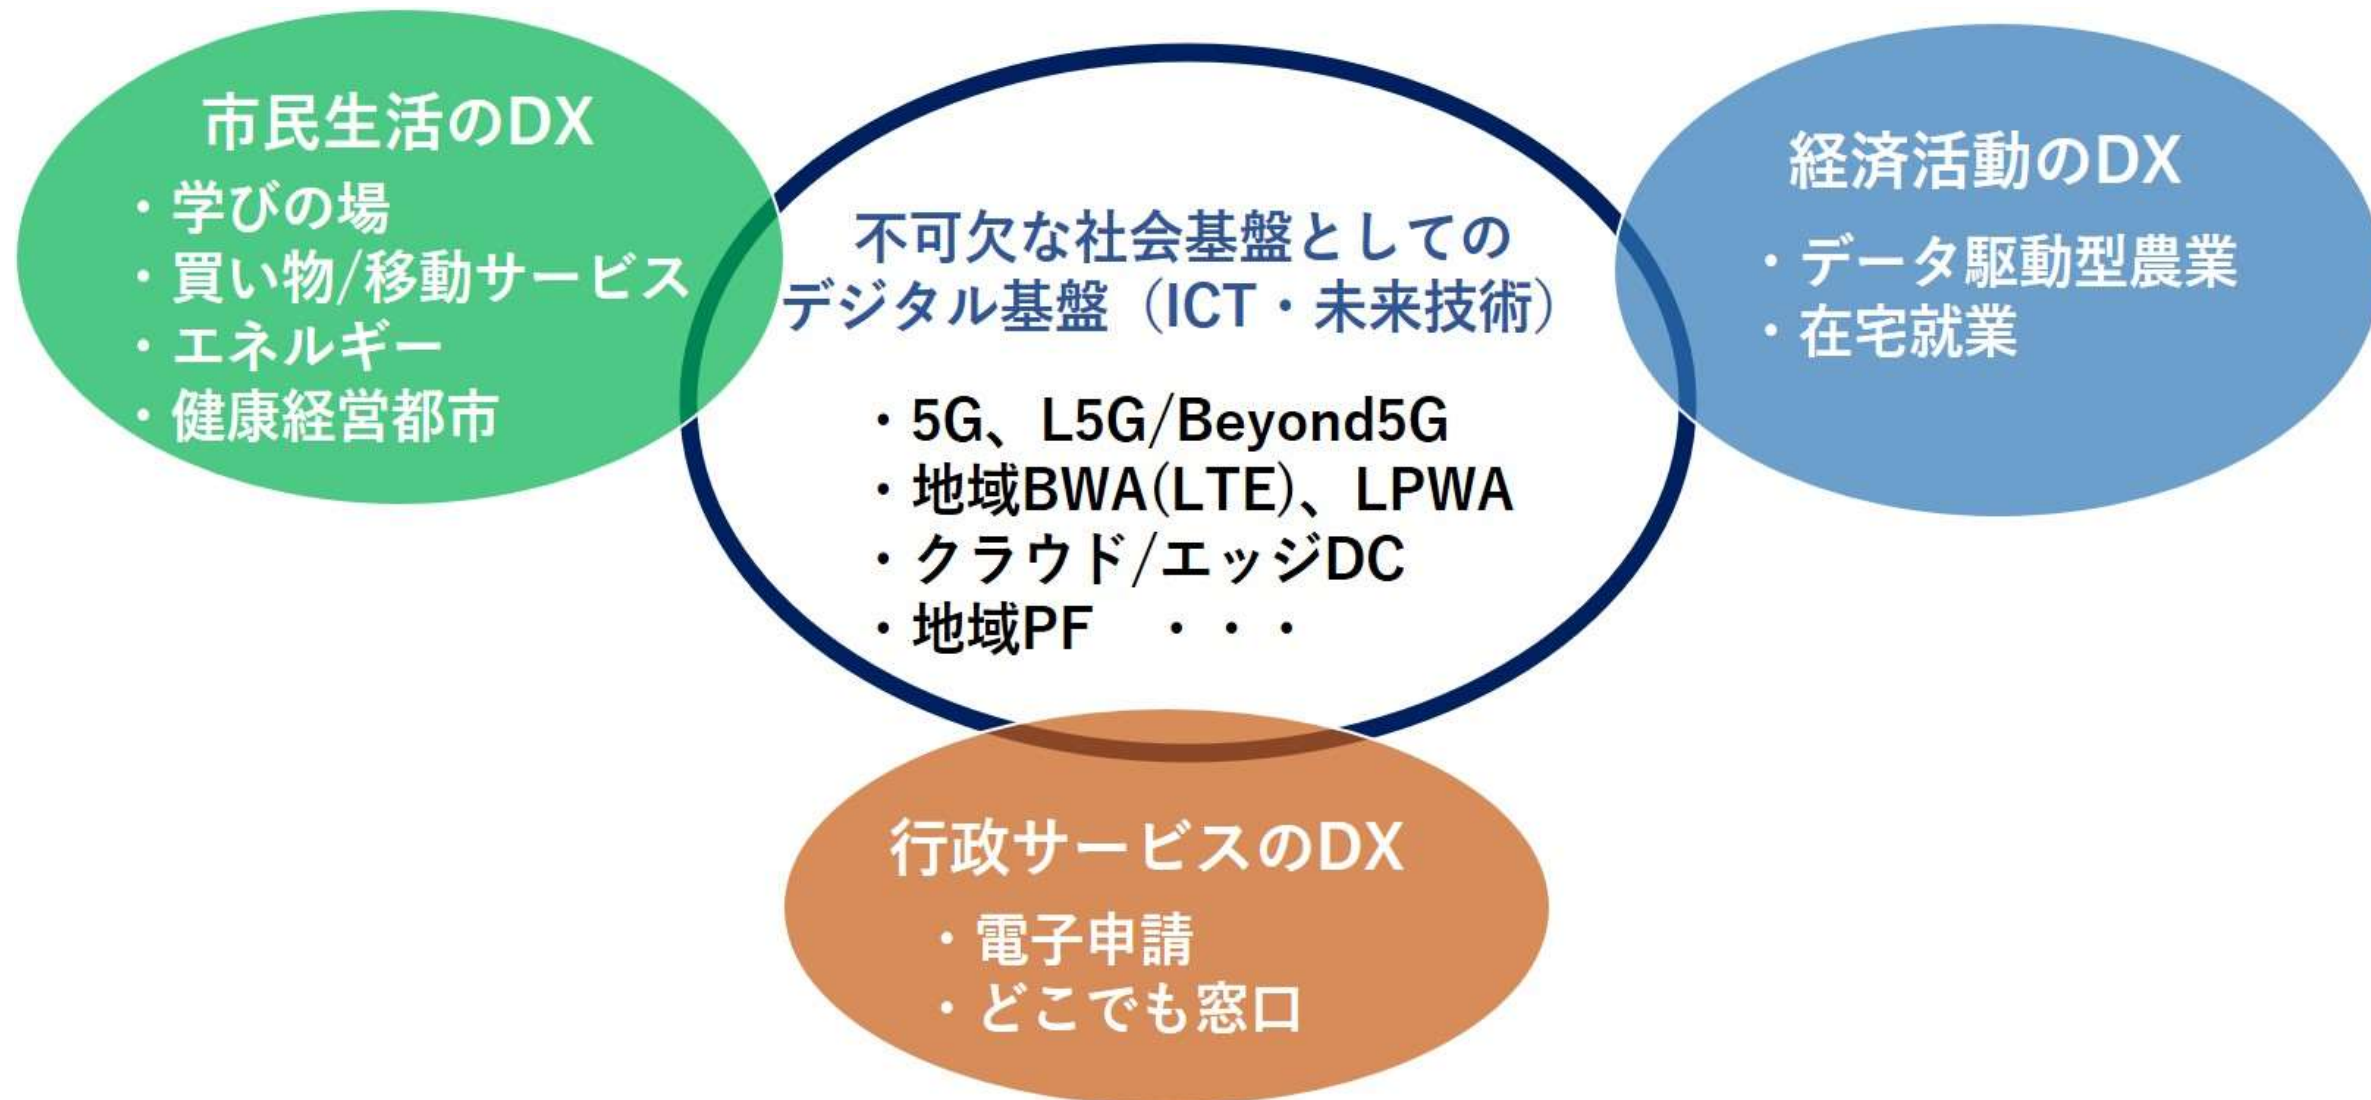 市民生活のDX
・学びの場
・買い物/移動サービス
・エネルギー
・健康経営都市
不可欠な社会基盤としての
デジタル基盤（ICT・未来技術）
・5G、L5G/Beyond5G
・地域BWA(LTE)、LPWA
・クラウド/エッジDC
・地域PF　・・・
経済活動のDX
・データ駆動型農業
・在宅就業
行政サービスのDX
・電子申請
・どこでも窓口